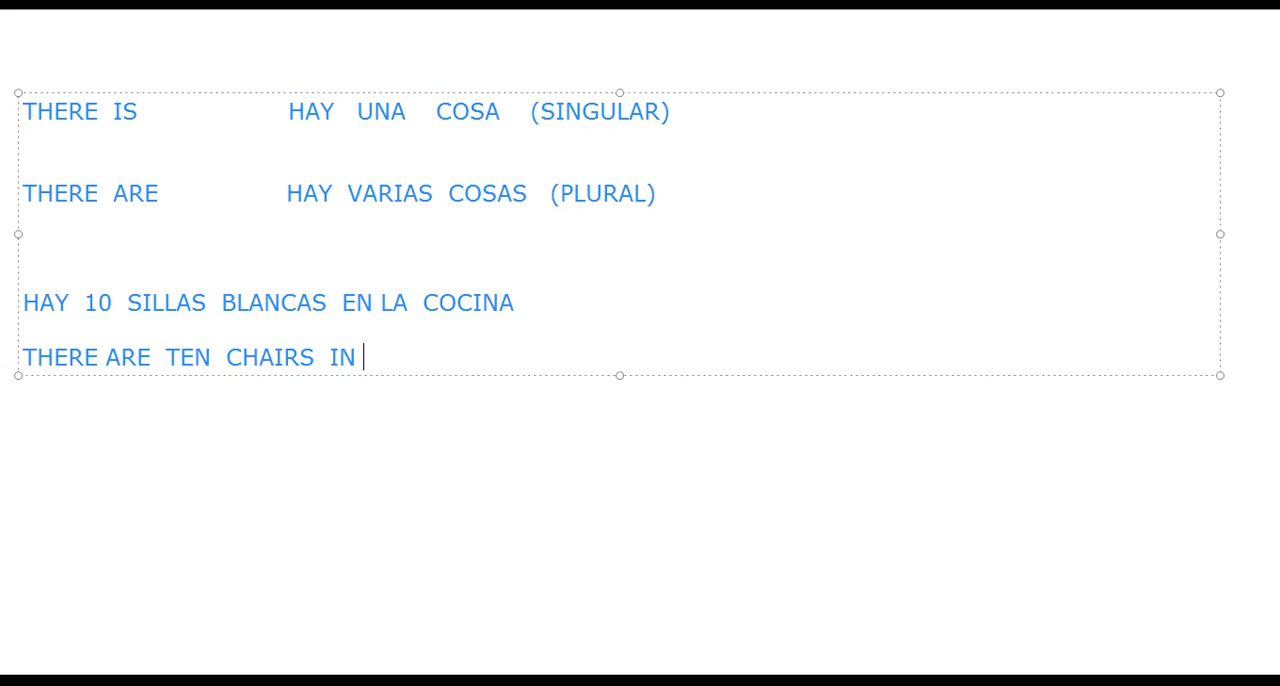 THERE IS HAY UNA COSA (SINGULAR)
THERE ARE HAY VARIAS COSAS (PLURAL)
HAY 10 SILLAS BLANCAS EN LA COCINA
THERE ARE TEN CHAIRS IN